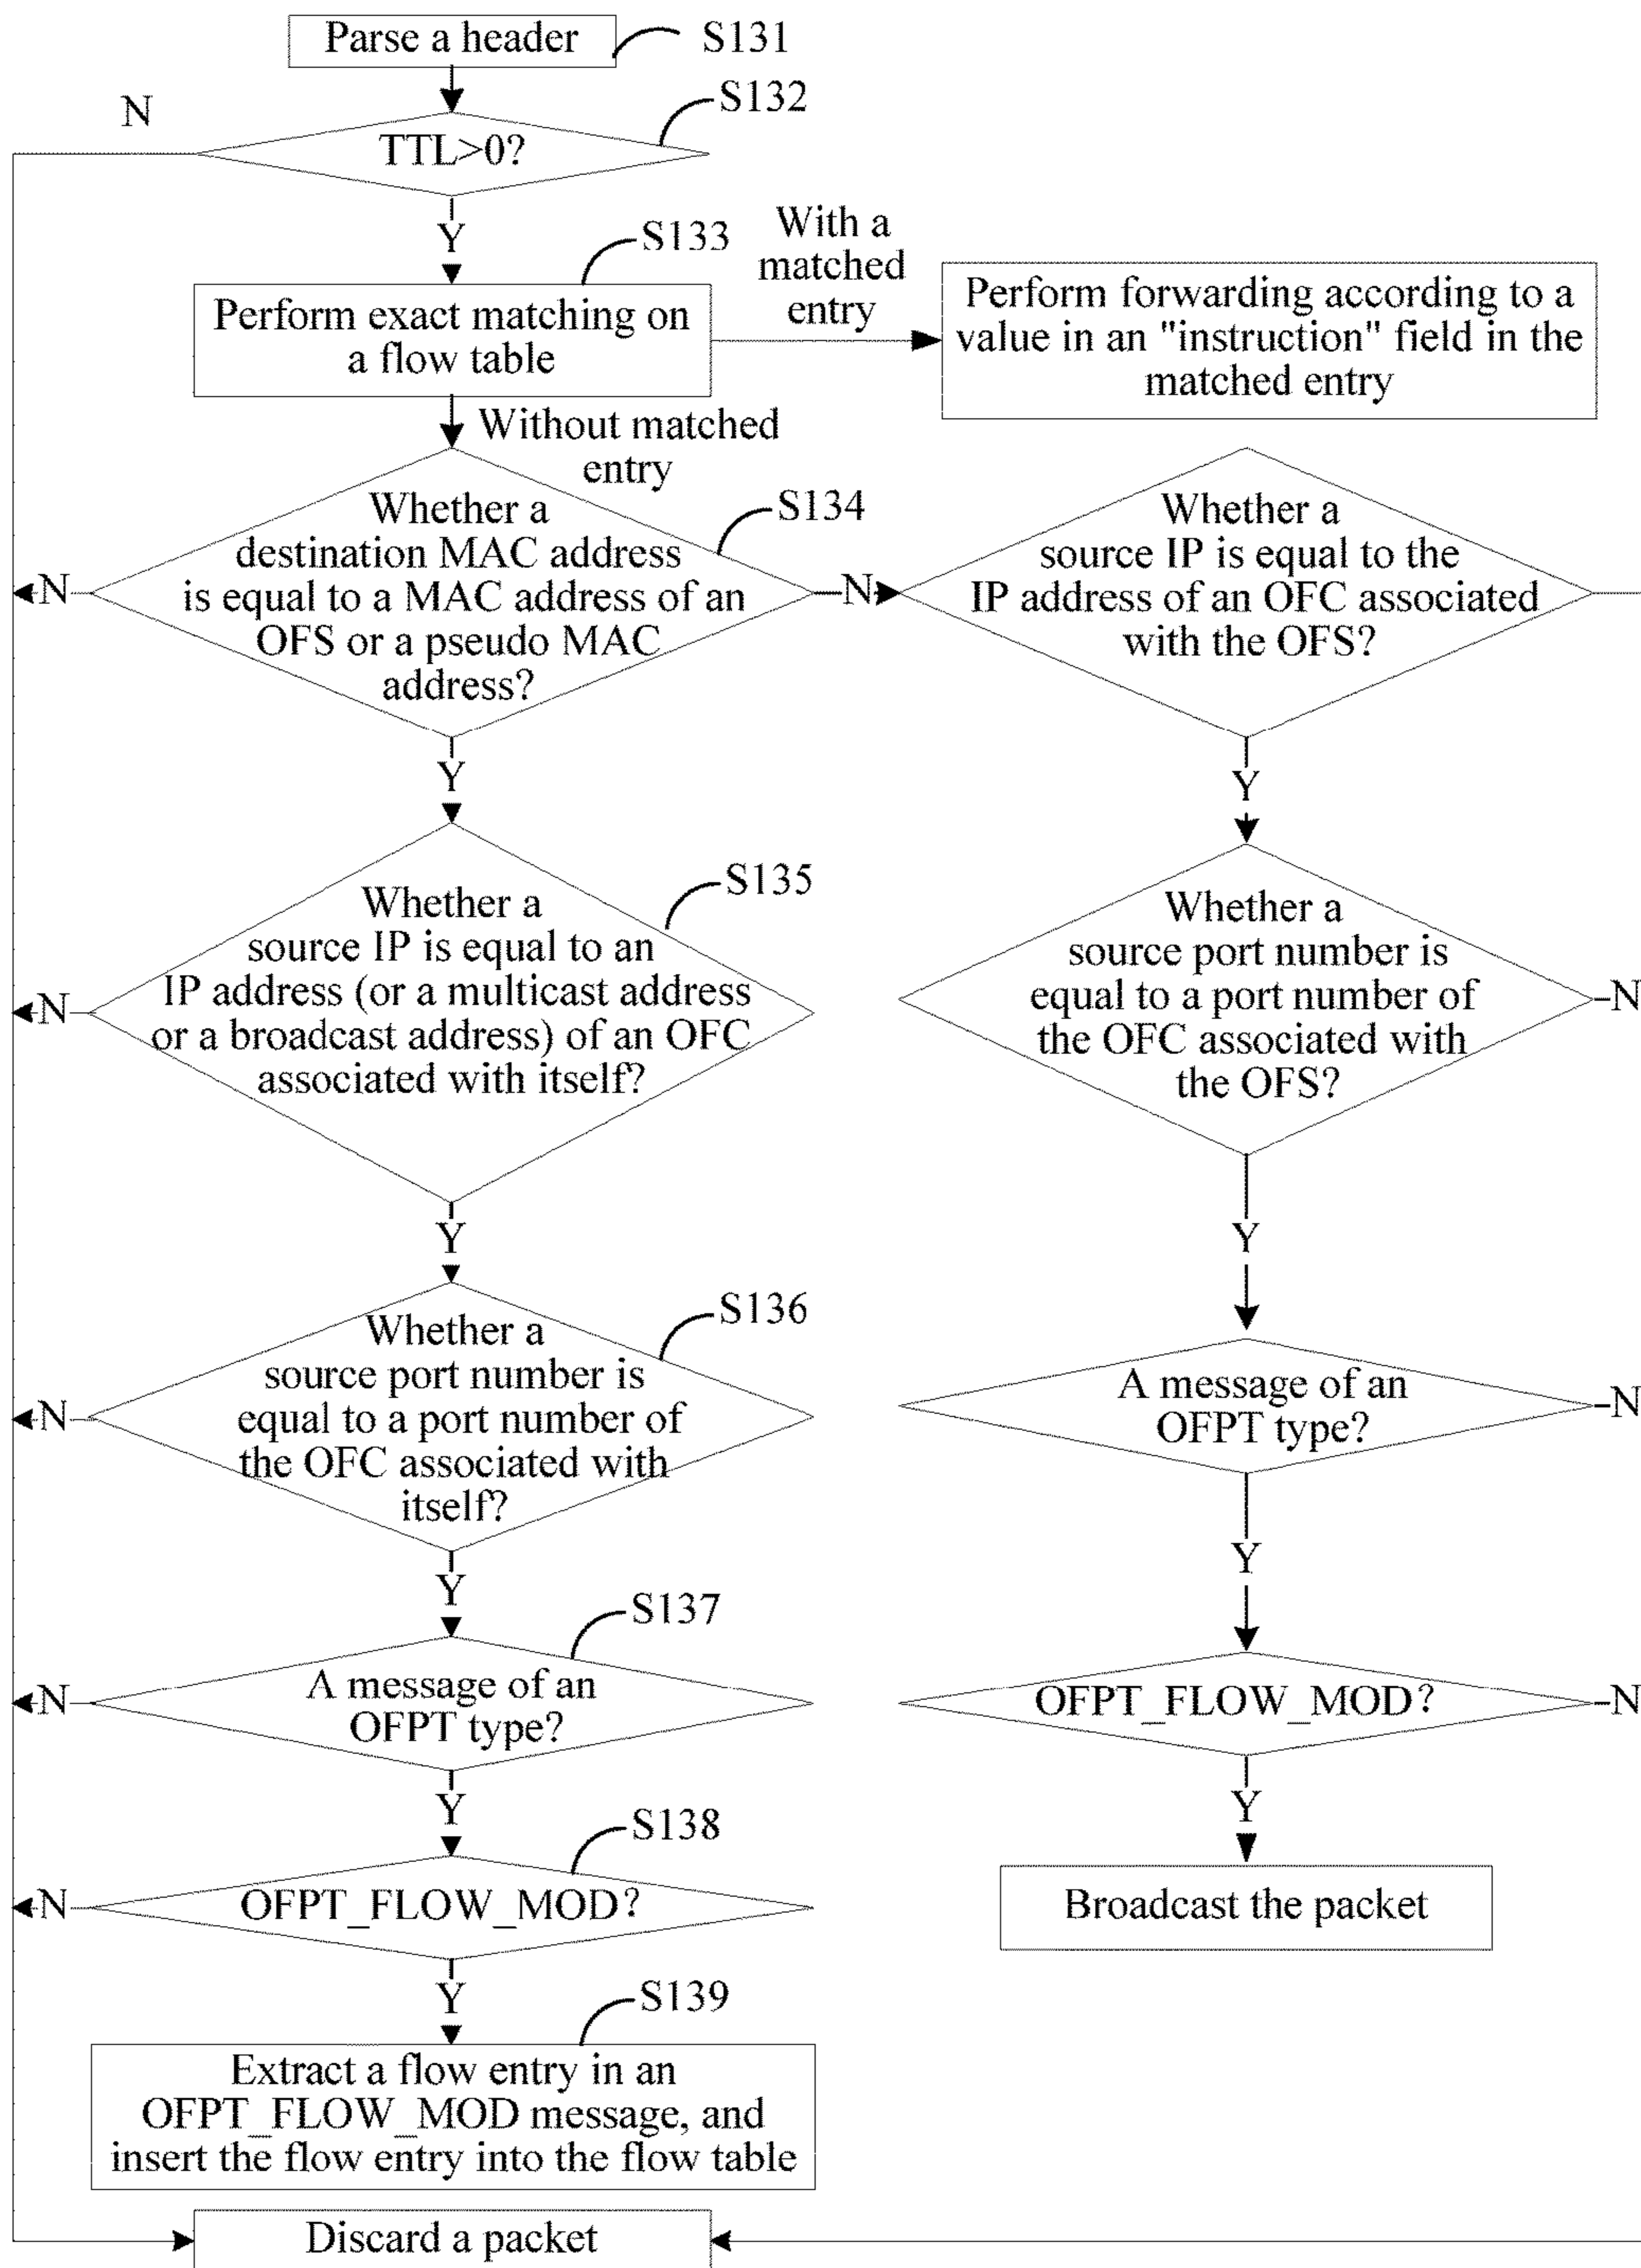 Parse a header
S131
N
S132
TTL>0?
Y
S133
With a
matched
entry
Perform exact matching on
a flow table
Perform forwarding according to a
value in an "instruction" field in the
matched entry
Without matched
entry
Whether a
destination MAC address
is equal to a MAC address of an
OFS or a pseudo MAC
address?
S134
N
N
Whether a
source IP is equal to the
IP address of an OFC associated
with the OFS?
Y
Y
Whether a
source IP is equal to an
IP address (or a multicast address
or a broadcast address) of an OFC
associated with itself?
S135
N
Whether a
source port number is
equal to a port number of
the OFC associated with
the OFS?
N
Y
Y
Whether a
source port number is
equal to a port number of
the OFC associated with
itself?
S136
N
A message of an
OFPT type?
N
Y
Y
S137
A message of an
OFPT type?
N
OFPT_FLOW_MOD?
N
Y
Y
S138
OFPT_FLOW_MOD?
N
Broadcast the packet
Y
S139
Extract a flow entry in an
OFPT_FLOW_MOD message, and
insert the flow entry into the flow table
Discard a packet